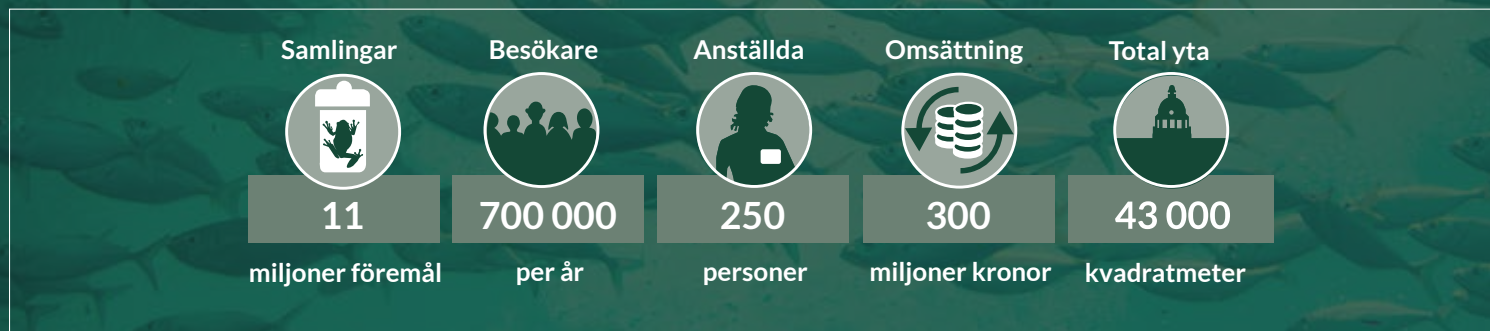 Samlingar
11
miljoner föremål
Besökare
700 000
per år
Anställda
250
personer
Omsättning
300
miljoner kronor
Total yta
43 000
kvadratmeter